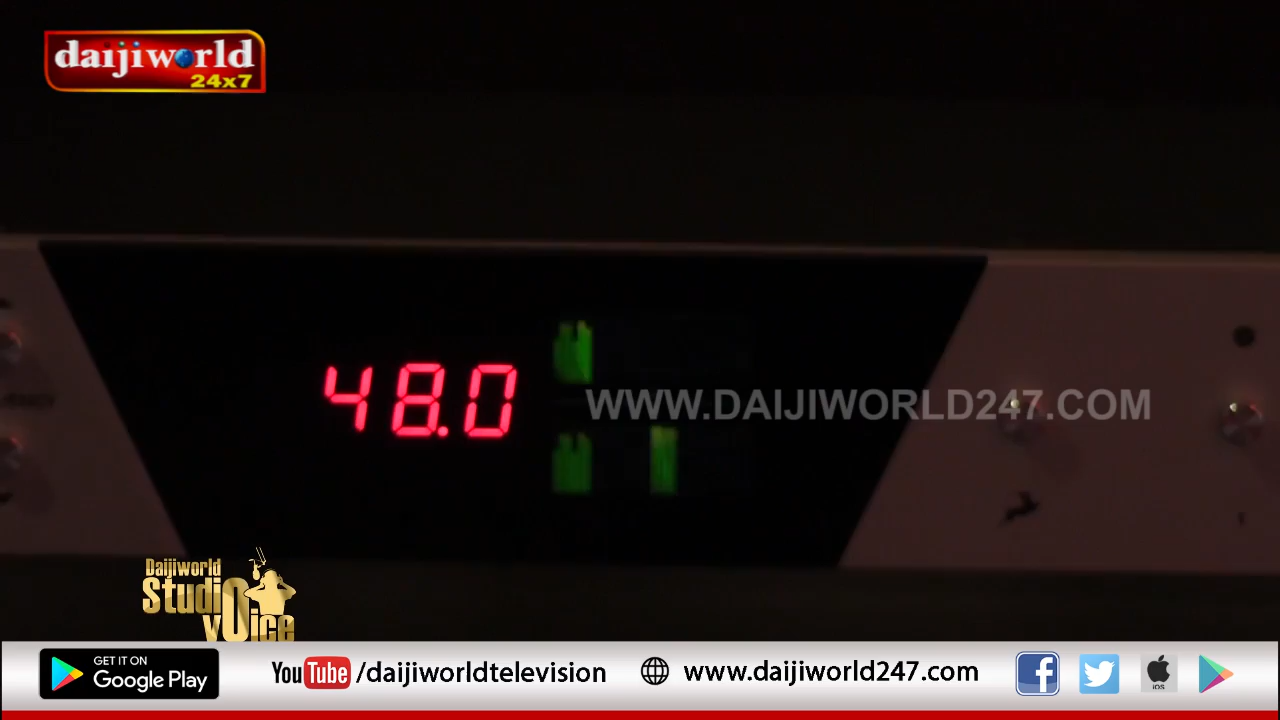 daijiworld
24x7
48.0
WWW.DAIJIWORLD247.COM
Daijiworld
Studio
Voice
GET IT ON
Google Play
YouTube /daijiworldtelevision
www.daijiworld247.com
iOS